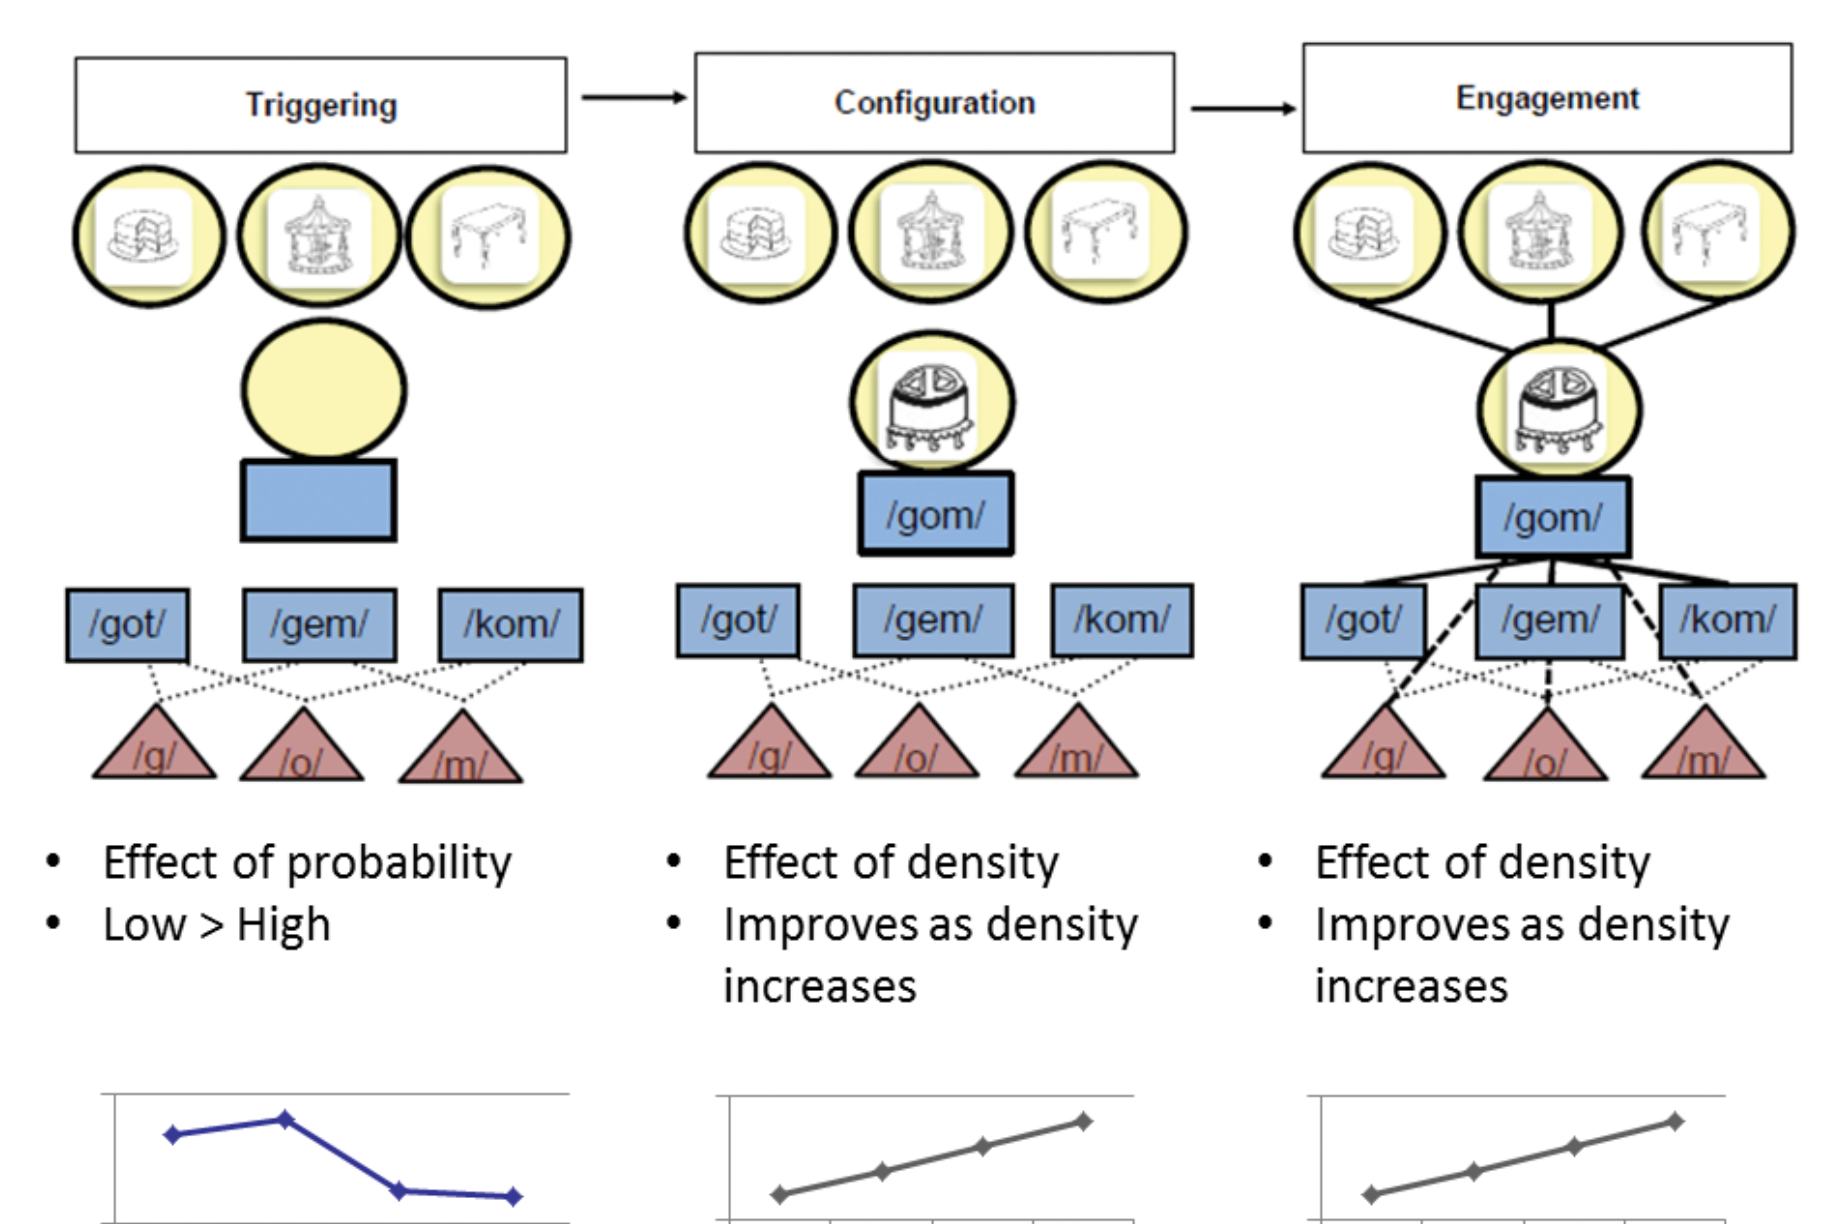 Triggering
Configuration
Engagement
/gom/
/gom/
/got/ /gem/ /kom/
/got/ /gem/ /kom/
/got/ /gem/ /kom/
/g/ /o/ /m/
/g/ /o/ /m/
/g/ /o/ /m/
• Effect of probability
• Low > High
• Effect of density
• Improves as density
increases
• Effect of density
• Improves as density
increases